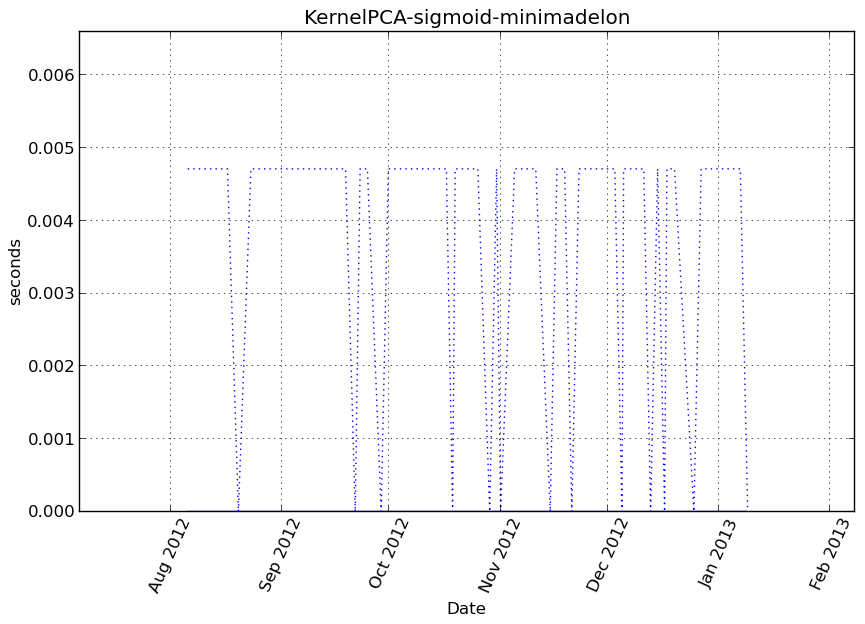 KernelPCA-sigmoid-minimadelon
0.006
0.005
0.004
0.003
0.002
0.001
0.000
seconds
Aug 2012
Sep 2012
Oct 2012
Nov 2012
Dec 2012
Jan 2013
Feb 2013
Date